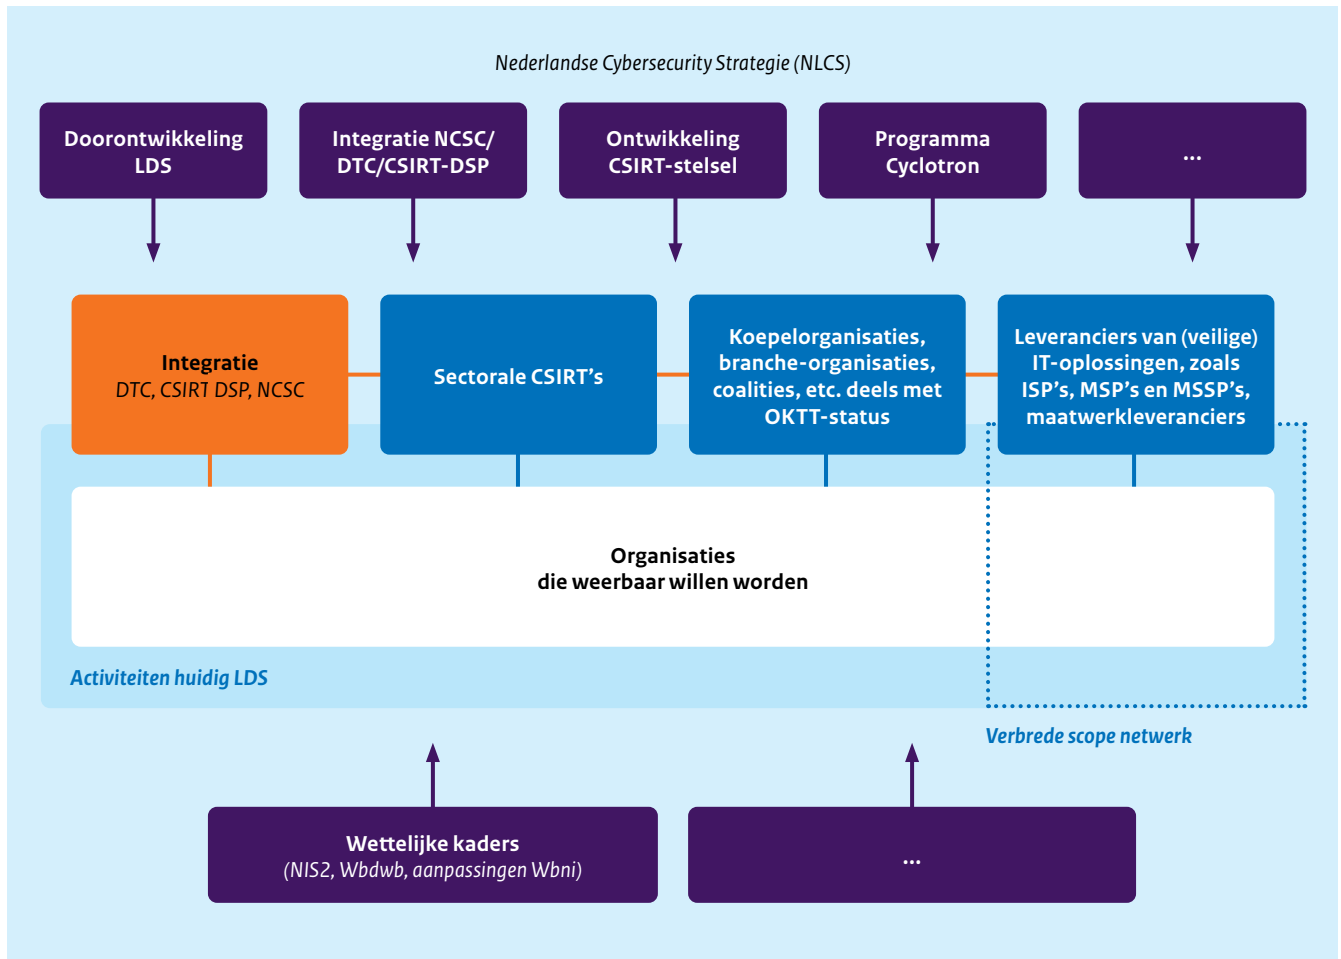 Nederlandse Cybersecurity Strategie (NLCS)
Doorontwikkeling
LDS
Integratie NCSC/
DTC/CSIRT-DSP
Ontwikkeling
CSIRT-stelsel
Programma
Cyclotron
...
Integratie
DTC, CSIRT DSP, NCSC
Sectorale CSIRT's
Koepelorganisaties,
branche-organisaties,
coalities, etc. deels met
OKTT-status
Leveranciers van (veilige)
IT-oplossingen, zoals
ISP's, MSP's en MSSP's,
maatwerkleveranciers
Organisaties
die weerbaar willen worden
Activiteiten huidig LDS
Verbrede scope netwerk
Wettelijke kaders
(NIS2, Wbdwb, aanpassingen Wbni)
...